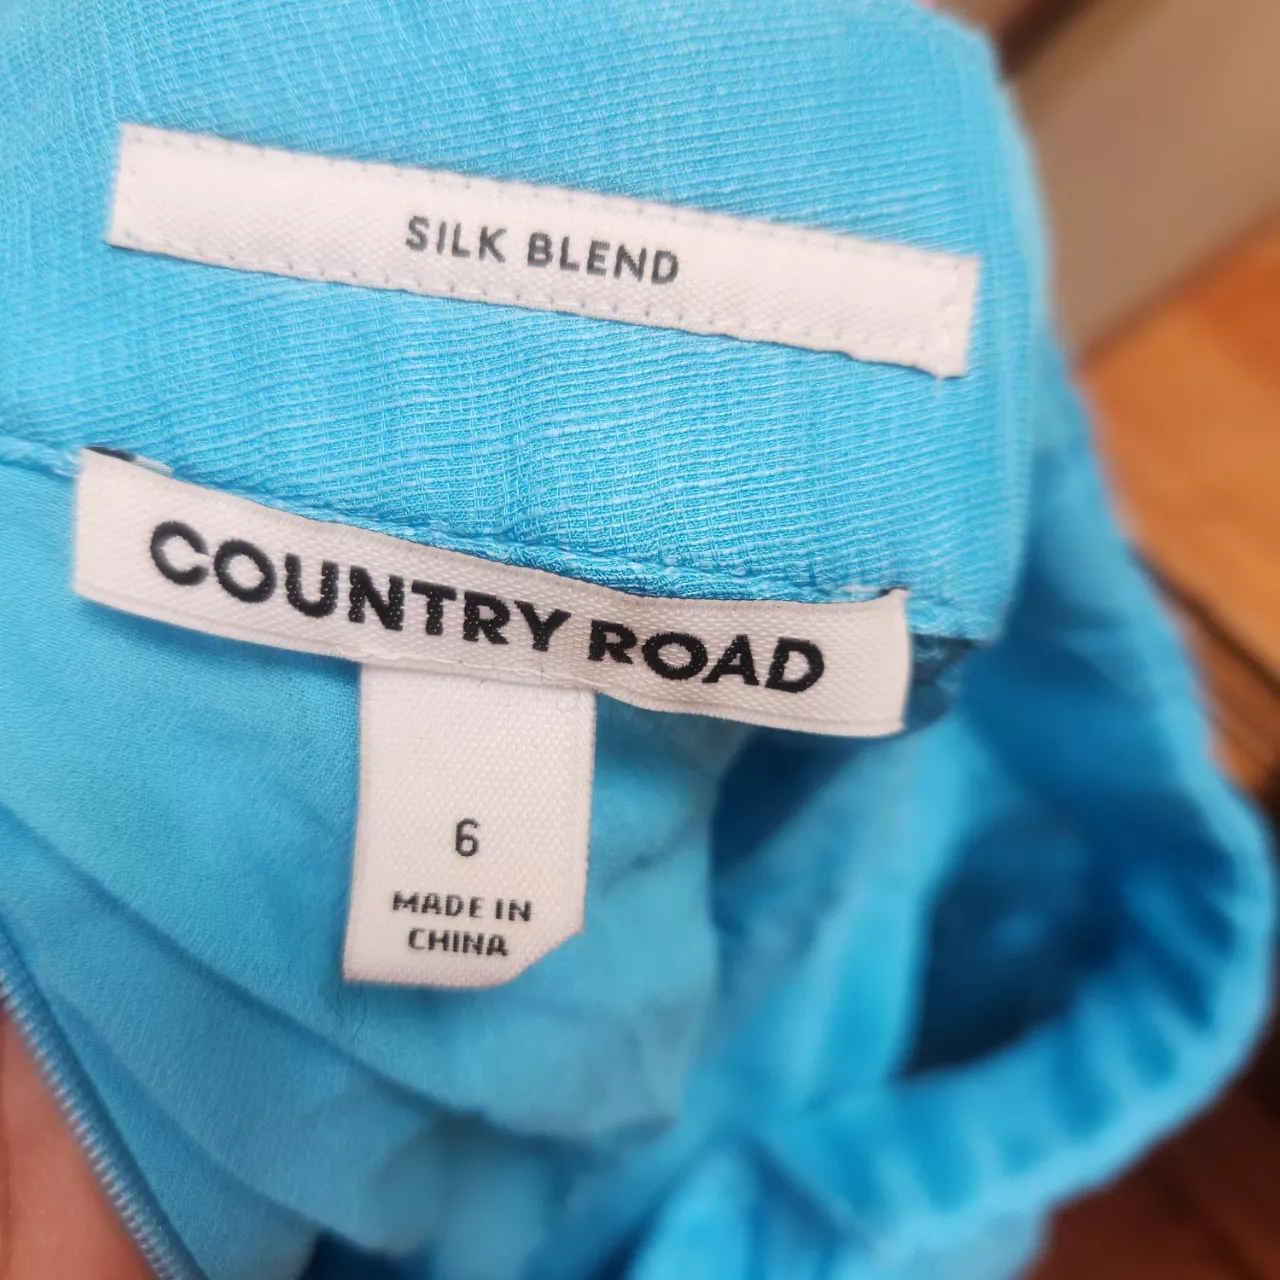 SILK BLEND
COUNTRY ROAD
6
MADE IN
CHINA